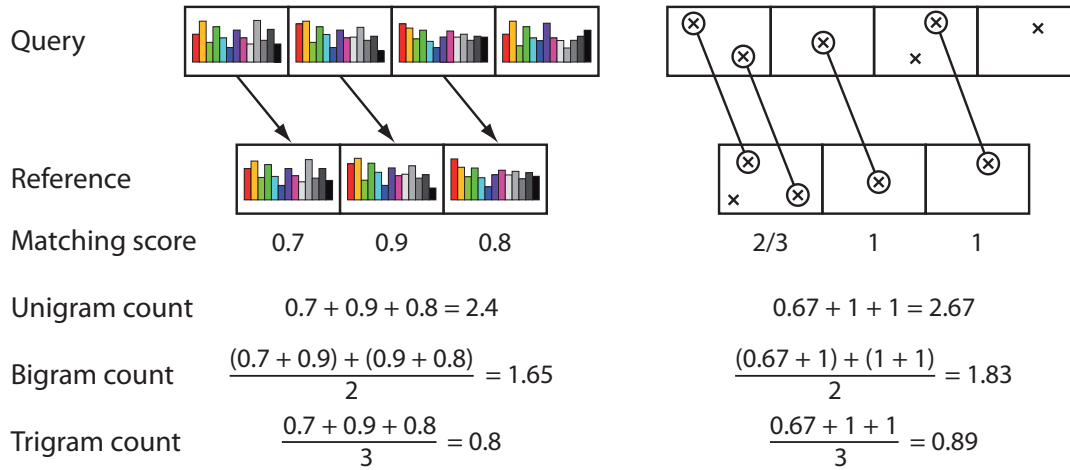 Query
Reference
Matching score 0.7 0.9 0.8 2/3 1 1
Unigram count 0.7 + 0.9 + 0.8 = 2.4 0.67 + 1 + 1 = 2.67
Bigram count (0.7 + 0.9) + (0.9 + 0.8) / 2 = 1.65 (0.67 + 1) + (1 + 1) / 2 = 1.83
Trigram count 0.7 + 0.9 + 0.8 / 3 = 0.8 0.67 + 1 + 1 / 3 = 0.89